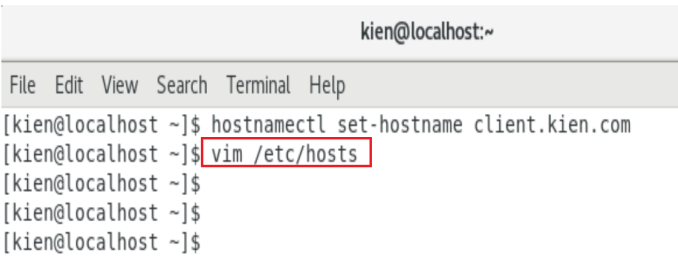 kien@localhost:~
File Edit View Search Terminal Help
[kien@localhost ~]$ hostnamectl set-hostname client.kien.com
[kien@localhost ~]$ vim /etc/hosts
[kien@localhost ~]$
[kien@localhost ~]$
[kien@localhost ~]$